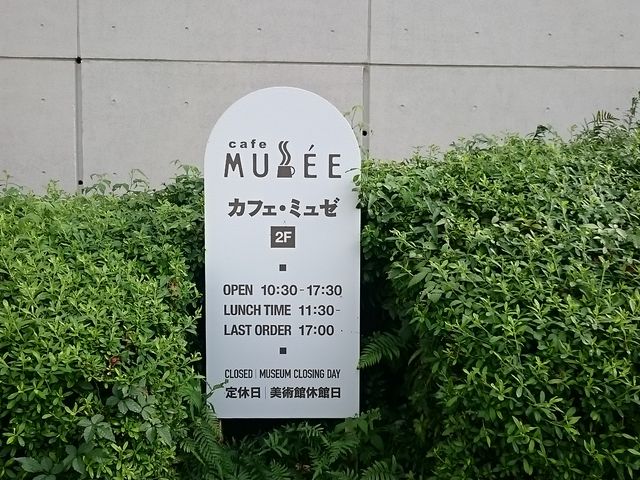 cafe
MUSÉE
カフェ・ミュゼ
2F
OPEN 10:30-17:30
LUNCH TIME 11:30-
LAST ORDER 17:00
CLOSED | MUSEUM CLOSING DAY
定休日 | 美術館休館日